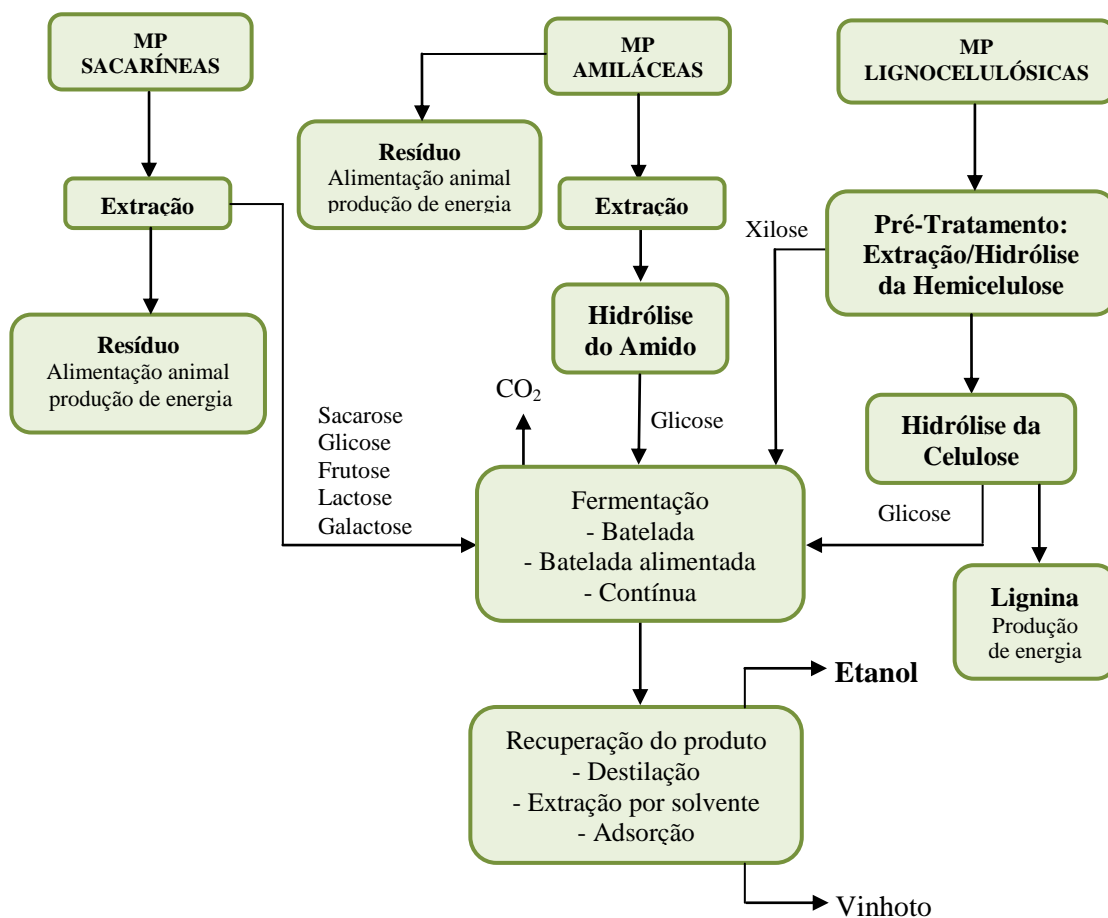 MP
SACARÍNEAS
MP
AMILÁCEAS
MP
LIGNOCELULÓSICAS
Resíduo
Alimentação animal
produção de energia
Extração
Extração
Xilose
Pré-Tratamento:
Extração/Hidrólise
da Hemicelulose
Hidrólise
do Amido
Resíduo
Alimentação animal
produção de energia
CO₂
Sacarose
Glicose
Frutose
Lactose
Galactose
Glicose
Hidrólise da
Celulose
Fermentação
- Batelada
- Batelada alimentada
- Contínua
Glicose
Lignina
Produção
de energia
Etanol
Recuperação do produto
- Destilação
- Extração por solvente
- Adsorção
Vinhoto